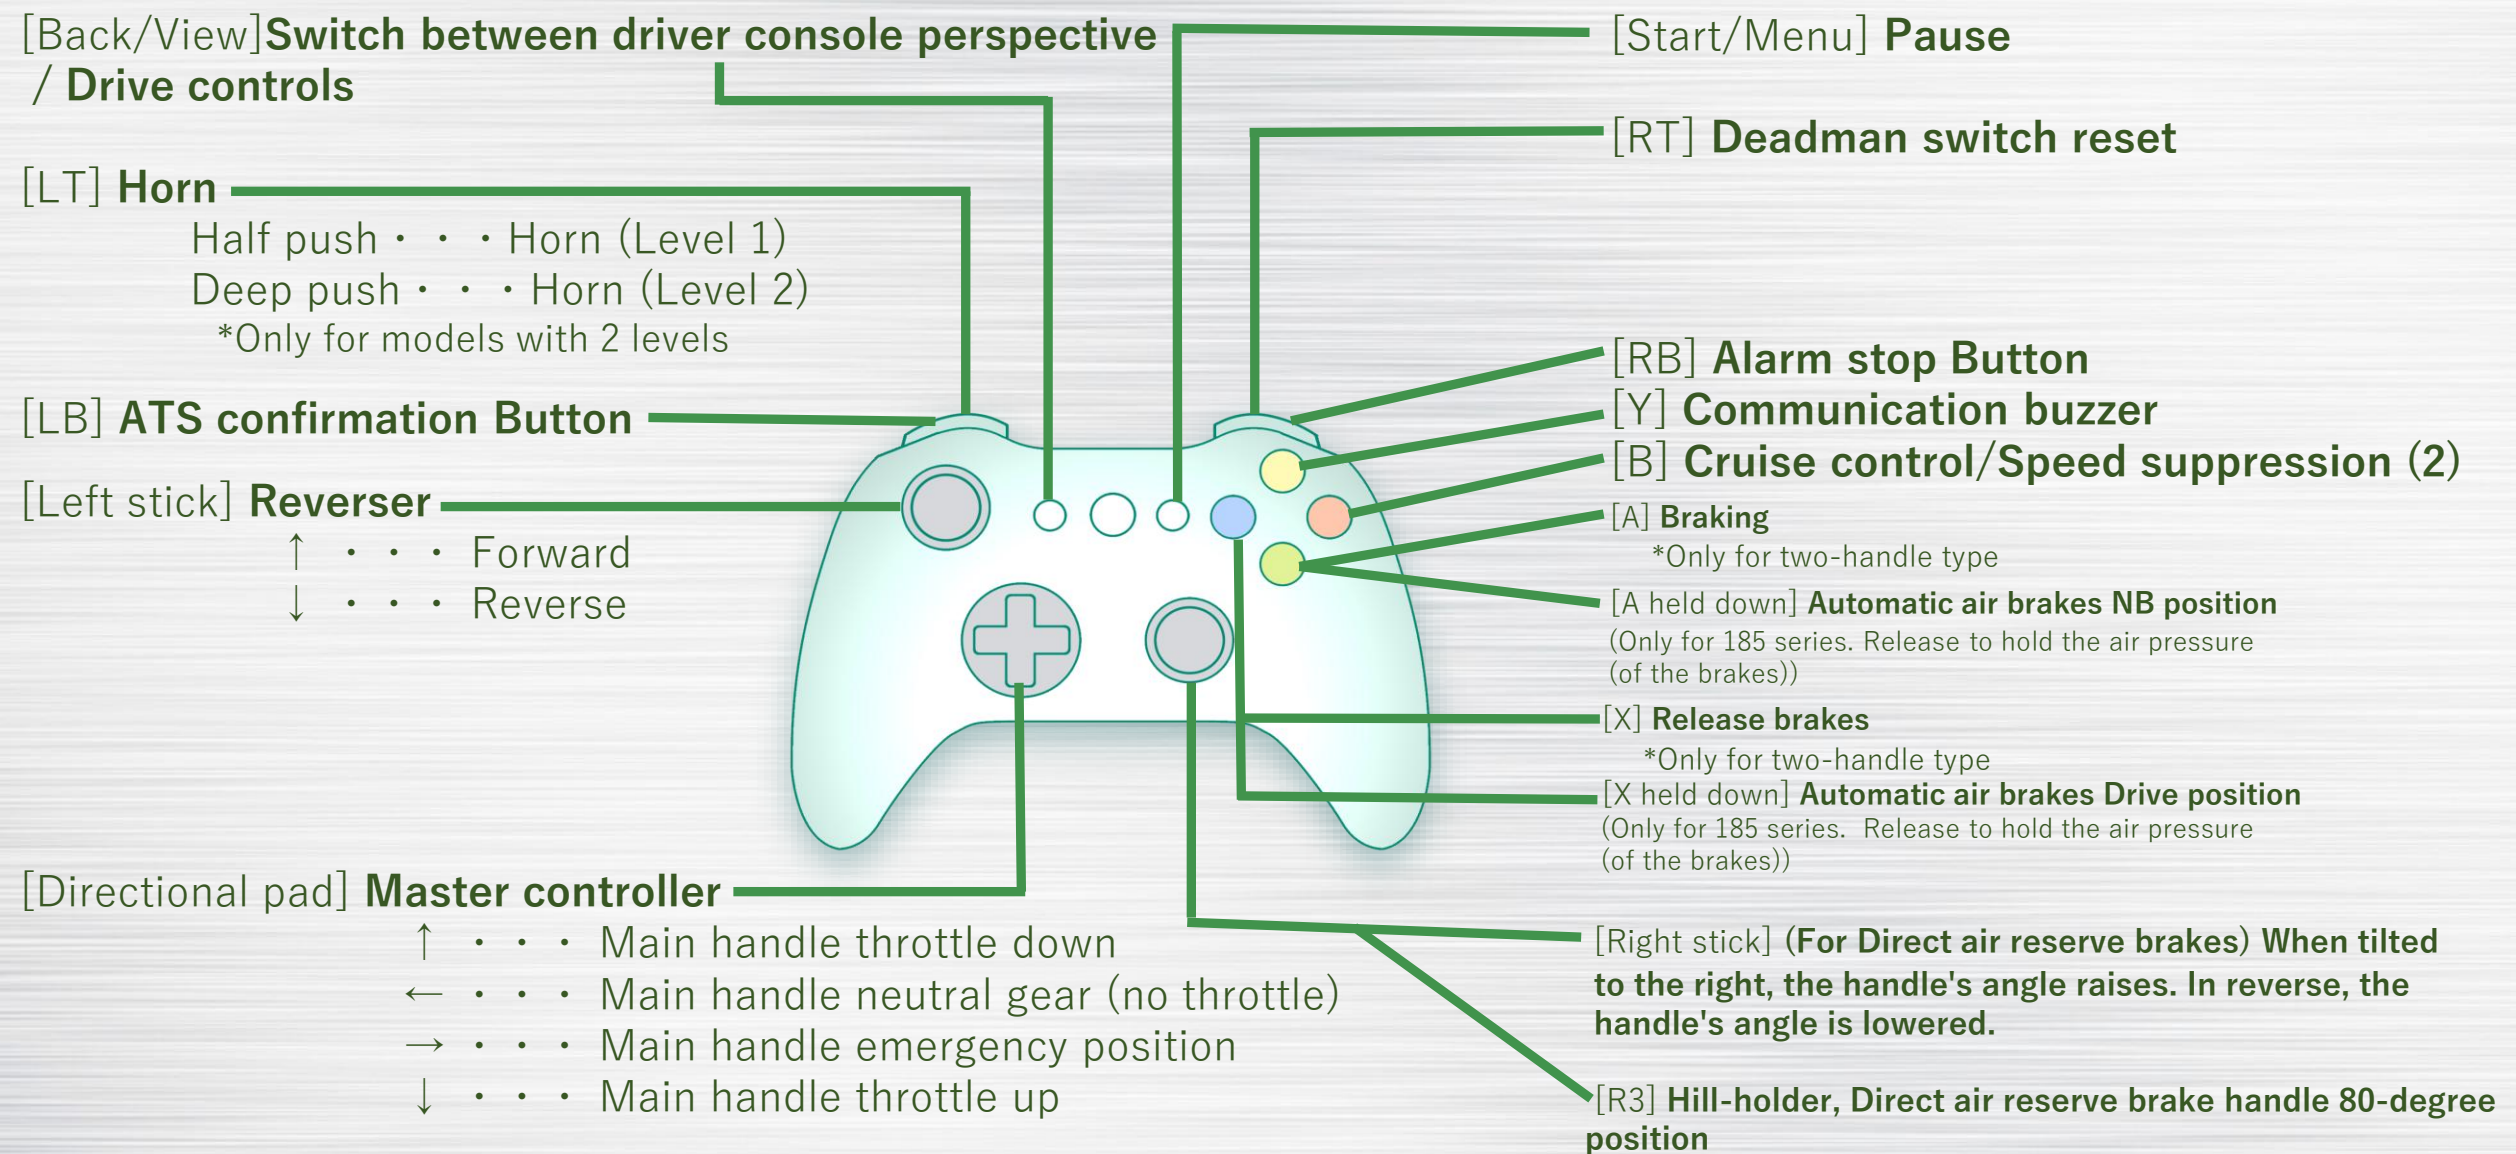 [Back/View]Switch between driver console perspective
/ Drive controls
[LT] Horn
Half push・・・Horn (Level 1)
Deep push・・・Horn (Level 2)
*Only for models with 2 levels
[LB] ATS confirmation Button
[Left stick] Reverser
↑ ・・・ Forward
↓ ・・・ Reverse
[Directional pad] Master controller
↑ ・・・ Main handle throttle down
← ・・・ Main handle neutral gear (no throttle)
→ ・・・ Main handle emergency position
↓ ・・・ Main handle throttle up
[Start/Menu] Pause
[RT] Deadman switch reset
[RB] Alarm stop Button
[Y] Communication buzzer
[B] Cruise control/Speed suppression (2)
[A] Braking
*Only for two-handle type
[A held down] Automatic air brakes NB position
(Only for 185 series. Release to hold the air pressure
(of the brakes))
[X] Release brakes
*Only for two-handle type
[X held down] Automatic air brakes Drive position
(Only for 185 series. Release to hold the air pressure
(of the brakes))
[Right stick] (For Direct air reserve brakes) When tilted
to the right, the handle's angle raises. In reverse, the
handle's angle is lowered.
[R3] Hill-holder, Direct air reserve brake handle 80-degree
position